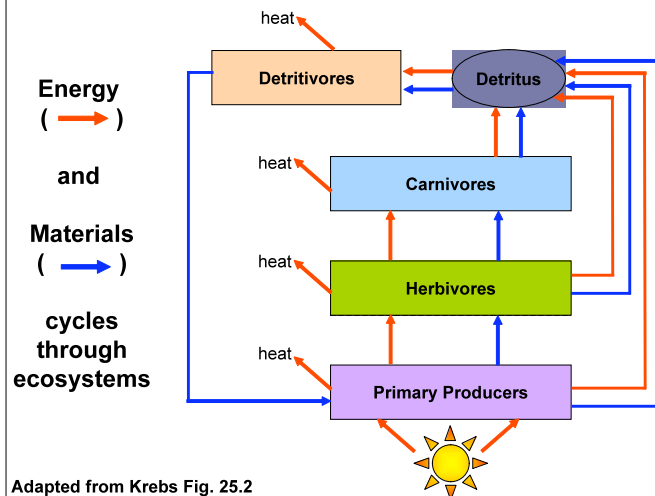 Energy
( )
and
Materials
( )
cycles
through
ecosystems
heat
Detritivores
Detritus
heat
Carnivores
heat
Herbivores
heat
Primary Producers
Adapted from Krebs Fig. 25.2